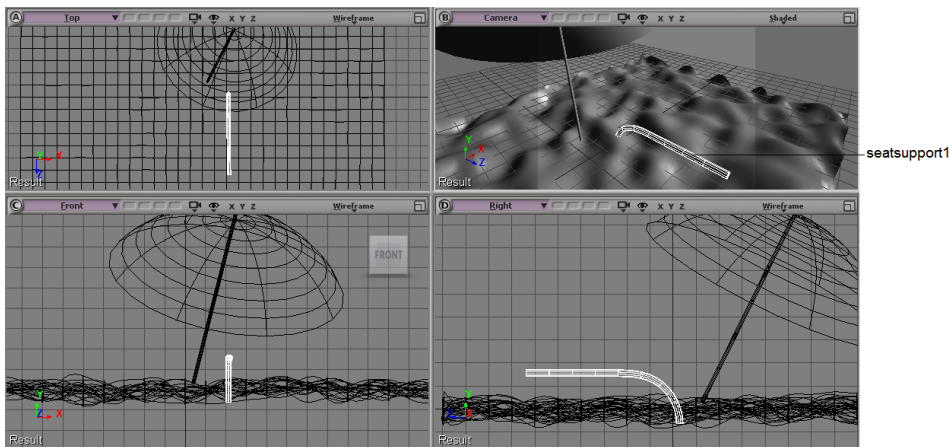 A Top X Y Z Wireframe
B Camera X Y Z Shaded
Y X
Z
Result
Y
X
Z
Result
seatsupport1
C Front X Y Z Wireframe
D Right X Y Z Wireframe
FRONT
Y
Z X
Result
Y
Z X
Result